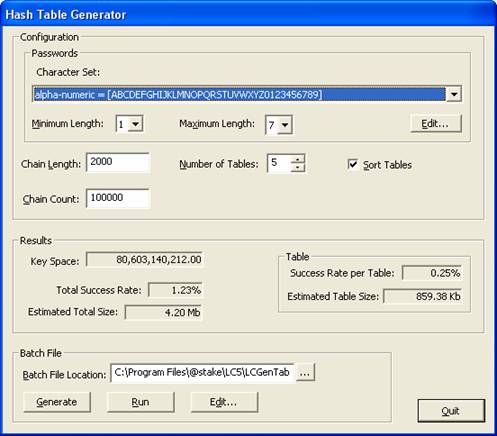 Hash Table Generator
Configuration
Passwords
Character Set:
alpha-numeric = [ABCDEFGHIJKLMNOPQRSTUVWXYZ0123456789]
Minimum Length: 1 Maximum Length: 7 Edit...
Chain Length: 2000 Number of Tables: 5 Sort Tables
Chain Count: 100000
Results
Key Space: 80,603,140,212.00
Total Success Rate: 1.23%
Estimated Total Size: 4.20 Mb
Table
Success Rate per Table: 0.25%
Estimated Table Size: 859.38 Kb
Batch File
Batch File Location: C:\Program Files\@stake\LC5\LCGenTab ...
Generate Run Edit...
Quit